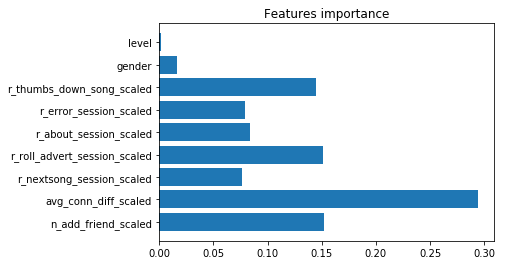 Features importance
level
gender
r_thumbs_down_song_scaled
r_error_session_scaled
r_about_session_scaled
r_roll_advert_session_scaled
r_nextsong_session_scaled
avg_conn_diff_scaled
n_add_friend_scaled
0.00 0.05 0.10 0.15 0.20 0.25 0.30